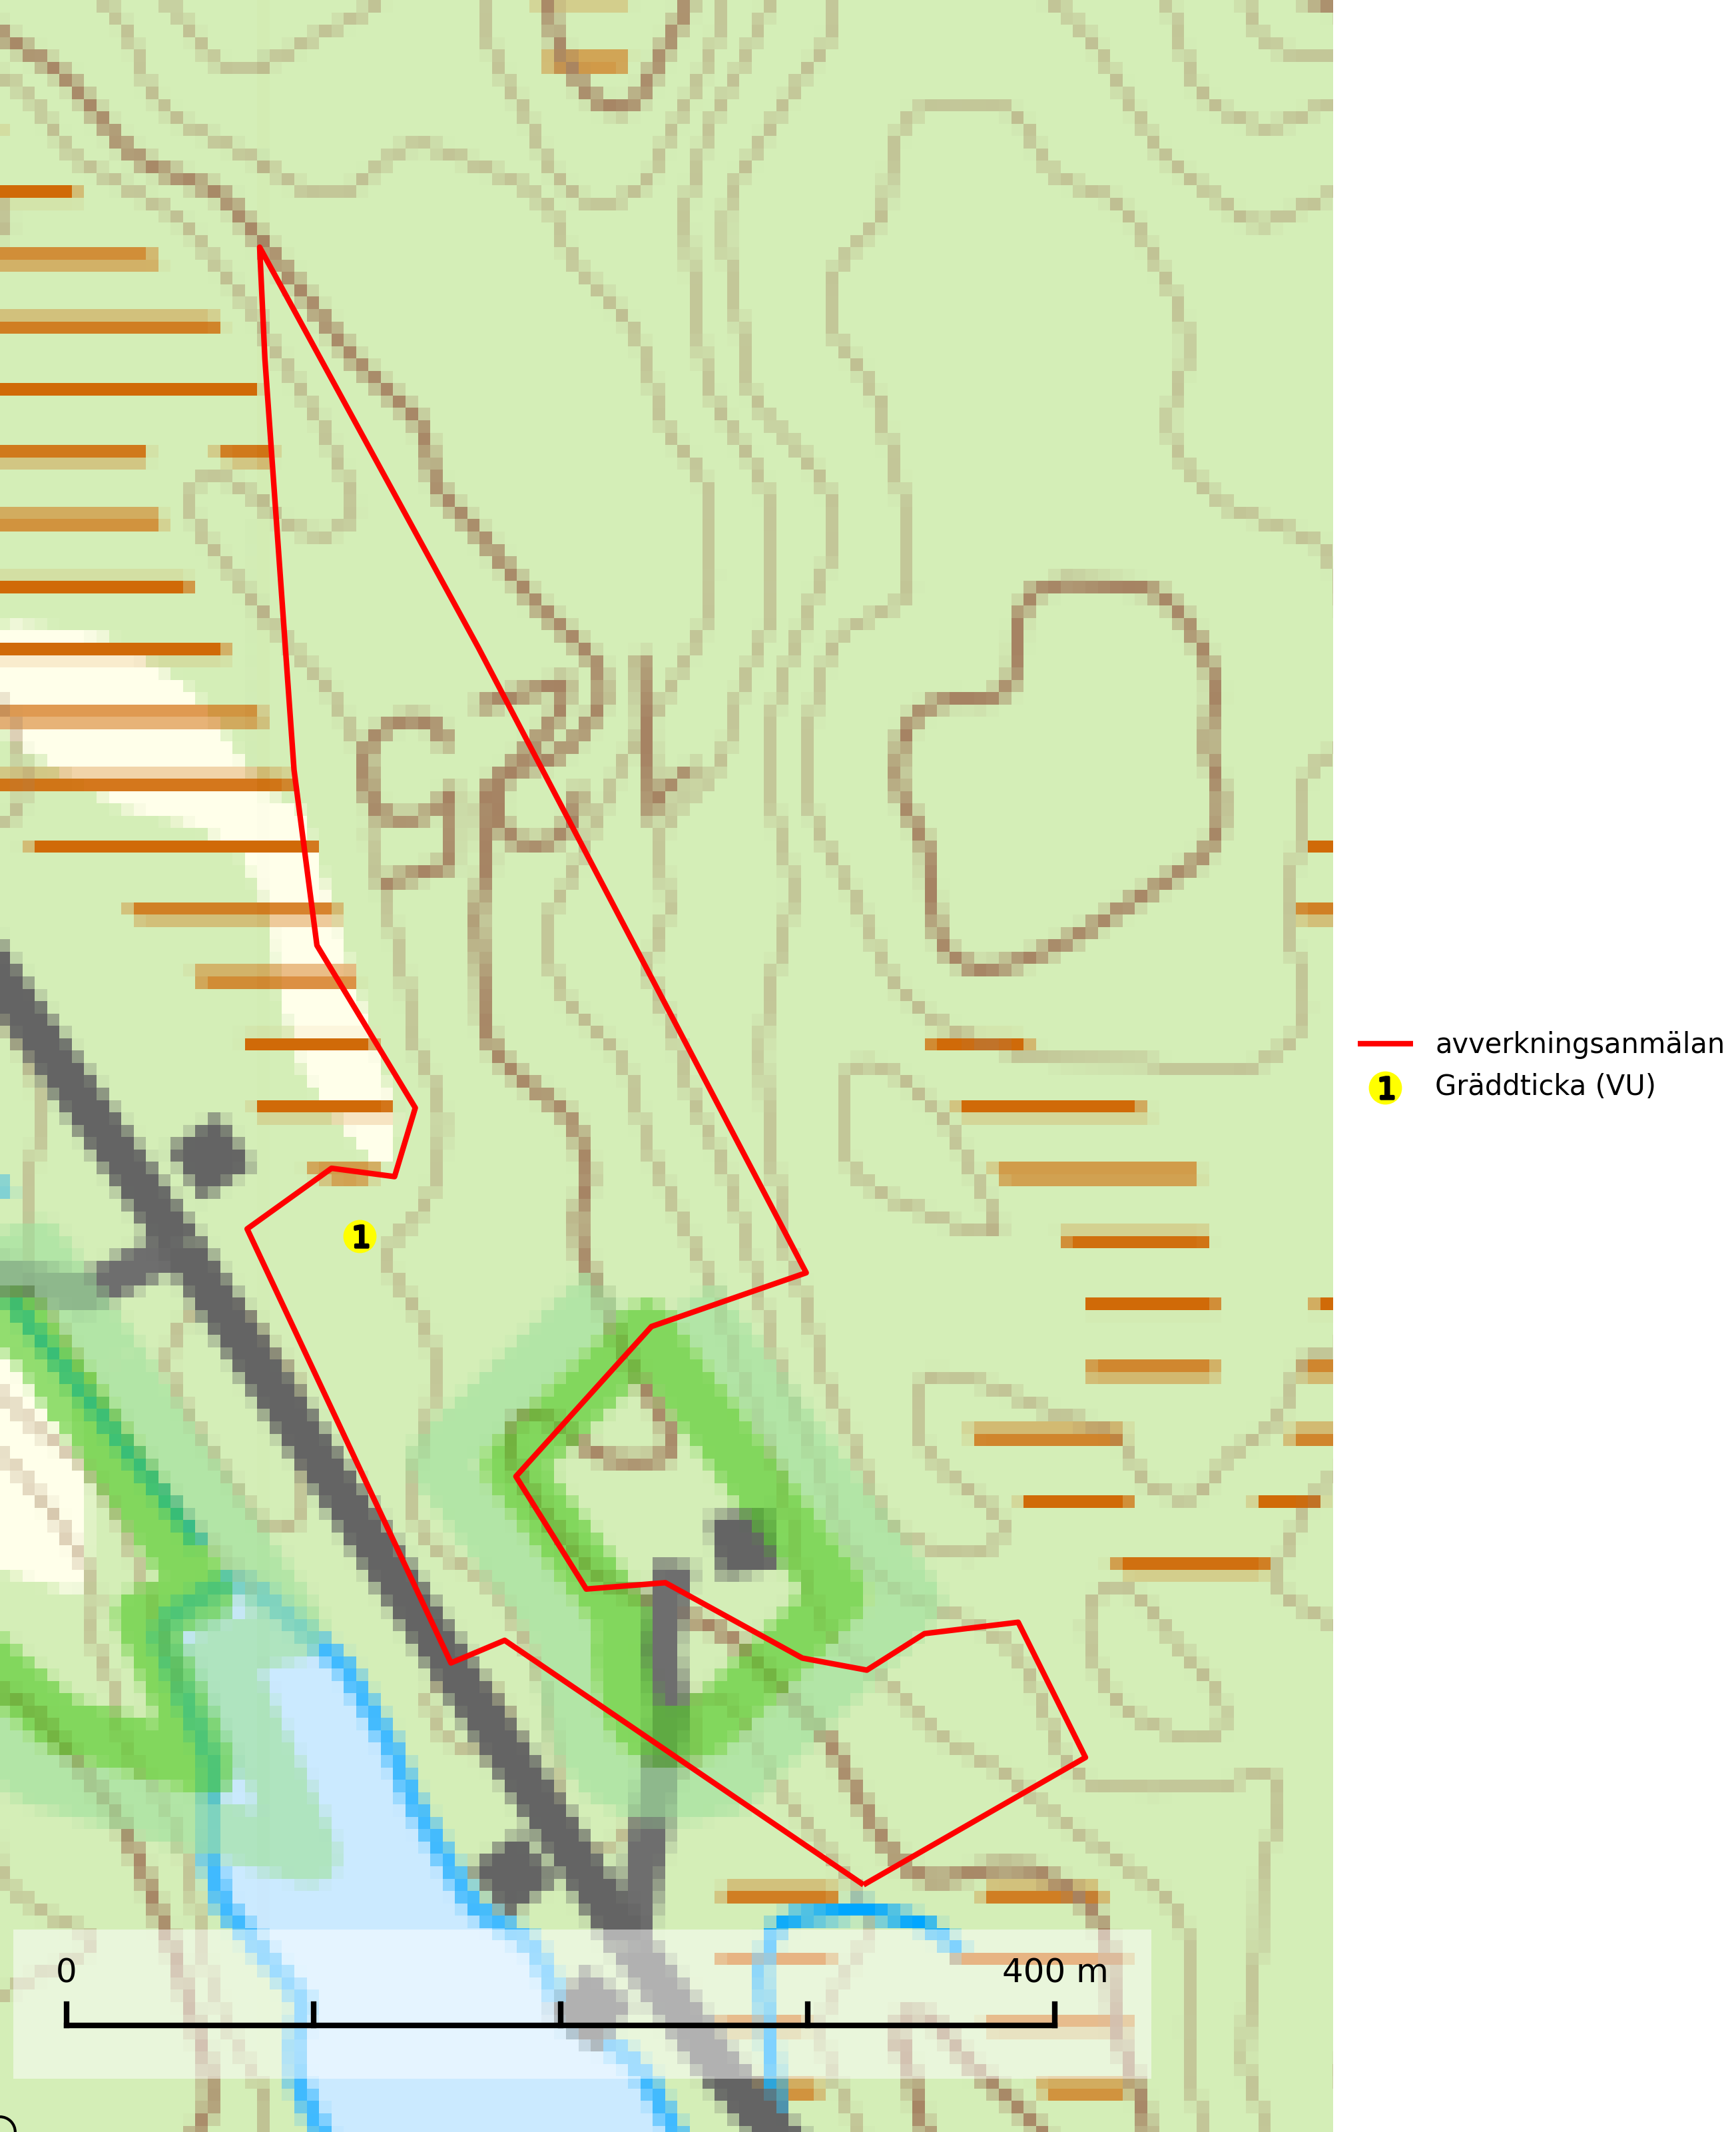 avverkningsanmälan
1 Gräddticka (VU)
1
0 400 m